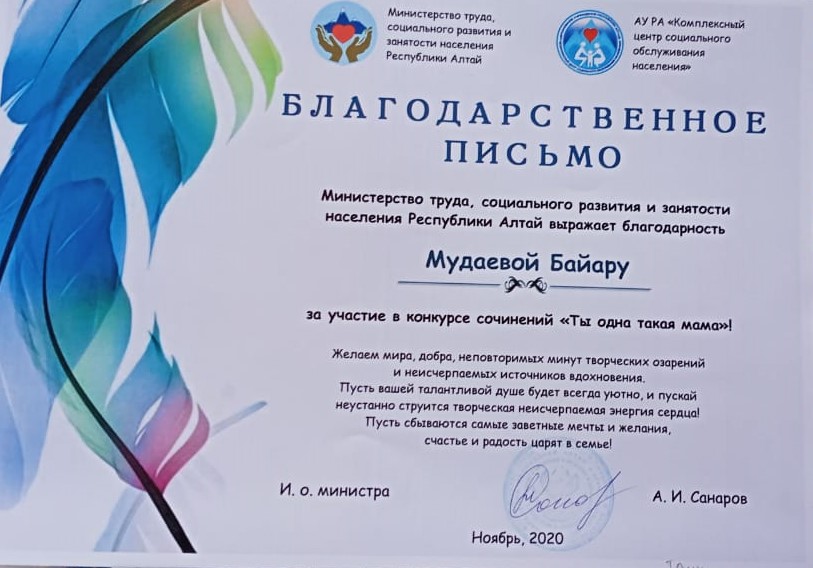 Министерство труда,
социального развития и
занятости населения
Республики Алтай
АУ РА «Комплексный
центр социального
обслуживания
населения»
БЛАГОДАРСТВЕННОЕ
ПИСЬМО
Министерство труда, социального развития и занятости
населения Республики Алтай выражает благодарность
Мудаевой Байару
за участие в конкурсе сочинений «Ты одна такая мама»!
Желаем мира, добра, неповторимых минут творческих озарений
и неисчерпаемых источников вдохновения.
Пусть вашей талантливой душе будет всегда уютно, и пускай
неустанно струится творческая неисчерпаемая энергия сердца!
Пусть сбываются самые заветные мечты и желания,
счастье и радость царят в семье!
И. о. министра
А. И. Санаров
Ноябрь, 2020